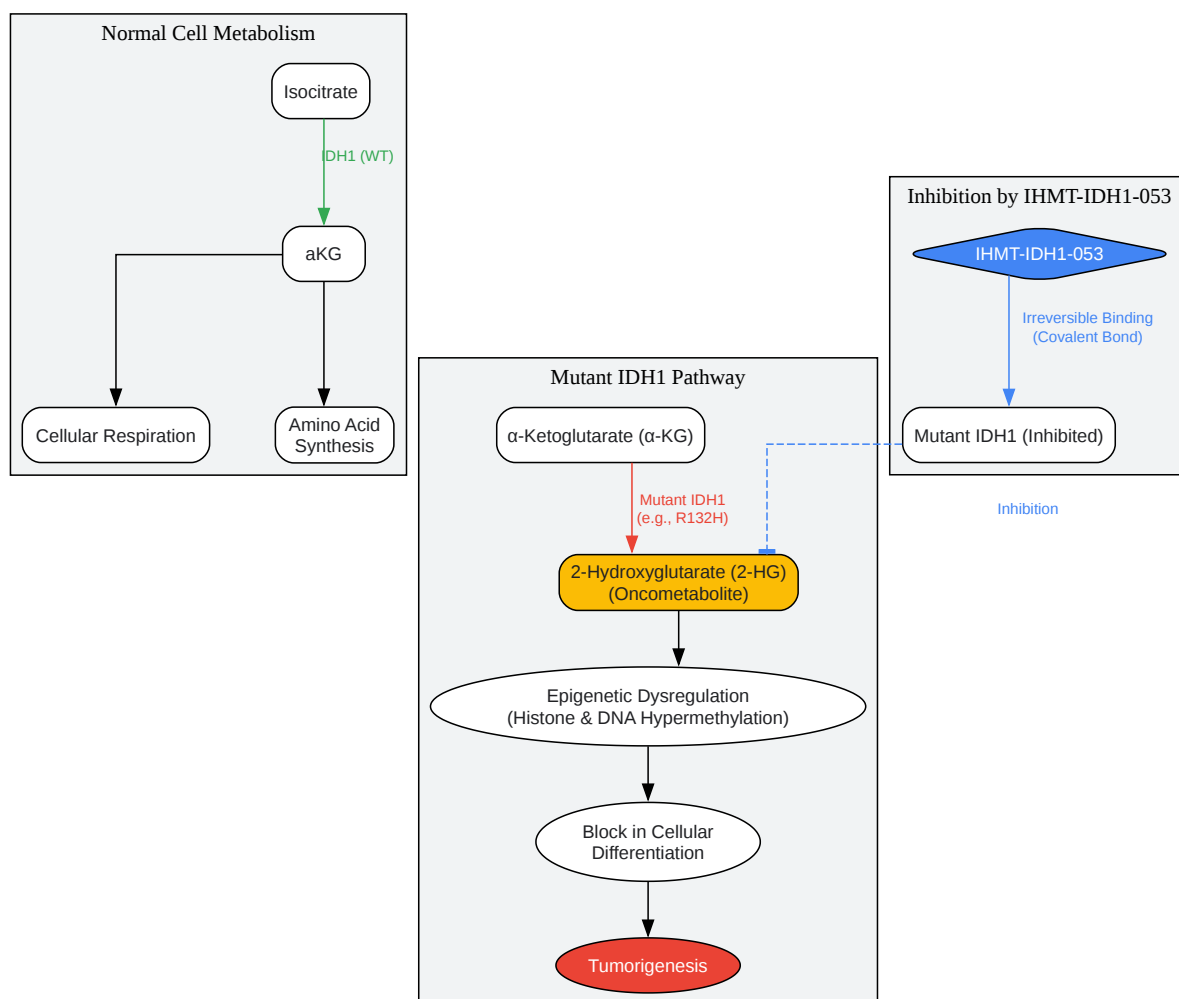 Normal Cell Metabolism
Isocitrate
IDH1 (WT)
aKG
Cellular Respiration
Amino Acid
Synthesis
Inhibition by IHMT-IDH1-053
IHMT-IDH1-053
Irreversible Binding
(Covalent Bond)
Mutant IDH1 (Inhibited)
Inhibition
Mutant IDH1 Pathway
α-Ketoglutarate (α-KG)
Mutant IDH1
(e.g., R132H)
2-Hydroxyglutarate (2-HG)
(Oncometabolite)
Epigenetic Dysregulation
(Histone & DNA Hypermethylation)
Block in Cellular
Differentiation
Tumorigenesis